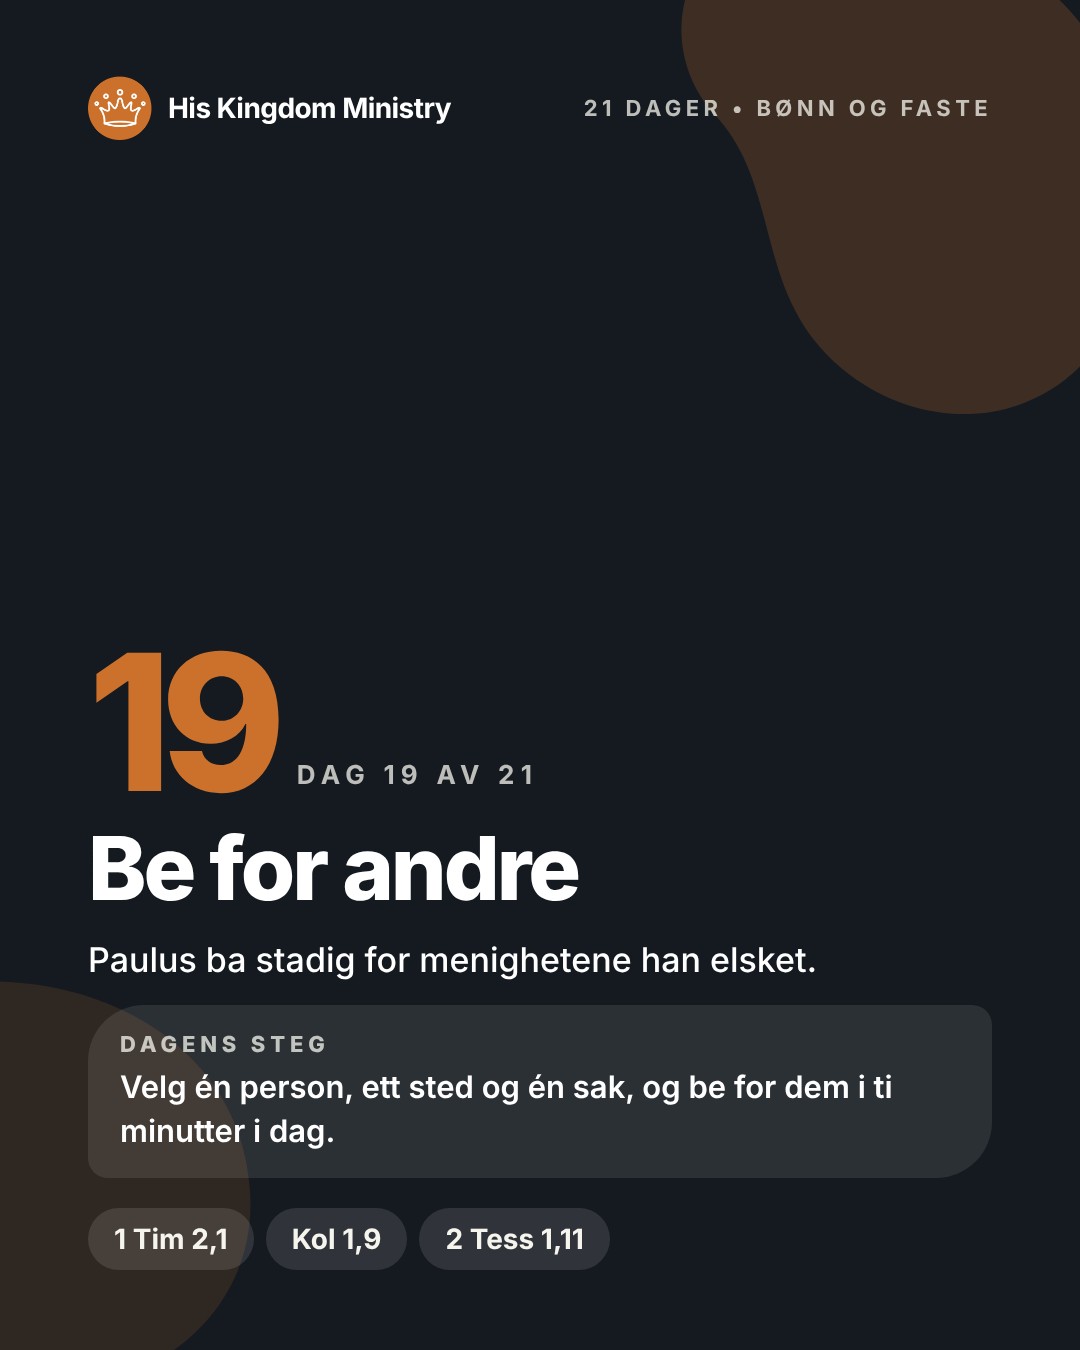 His Kingdom Ministry
21 DAGER • BØNN OG FASTE
19
DAG 19 AV 21
Be for andre
Paulus ba stadig for menighetene han elsket.
DAGENS STEG
Velg én person, ett sted og én sak, og be for dem i ti
minutter i dag.
1 Tim 2,1
Kol 1,9
2 Tess 1,11